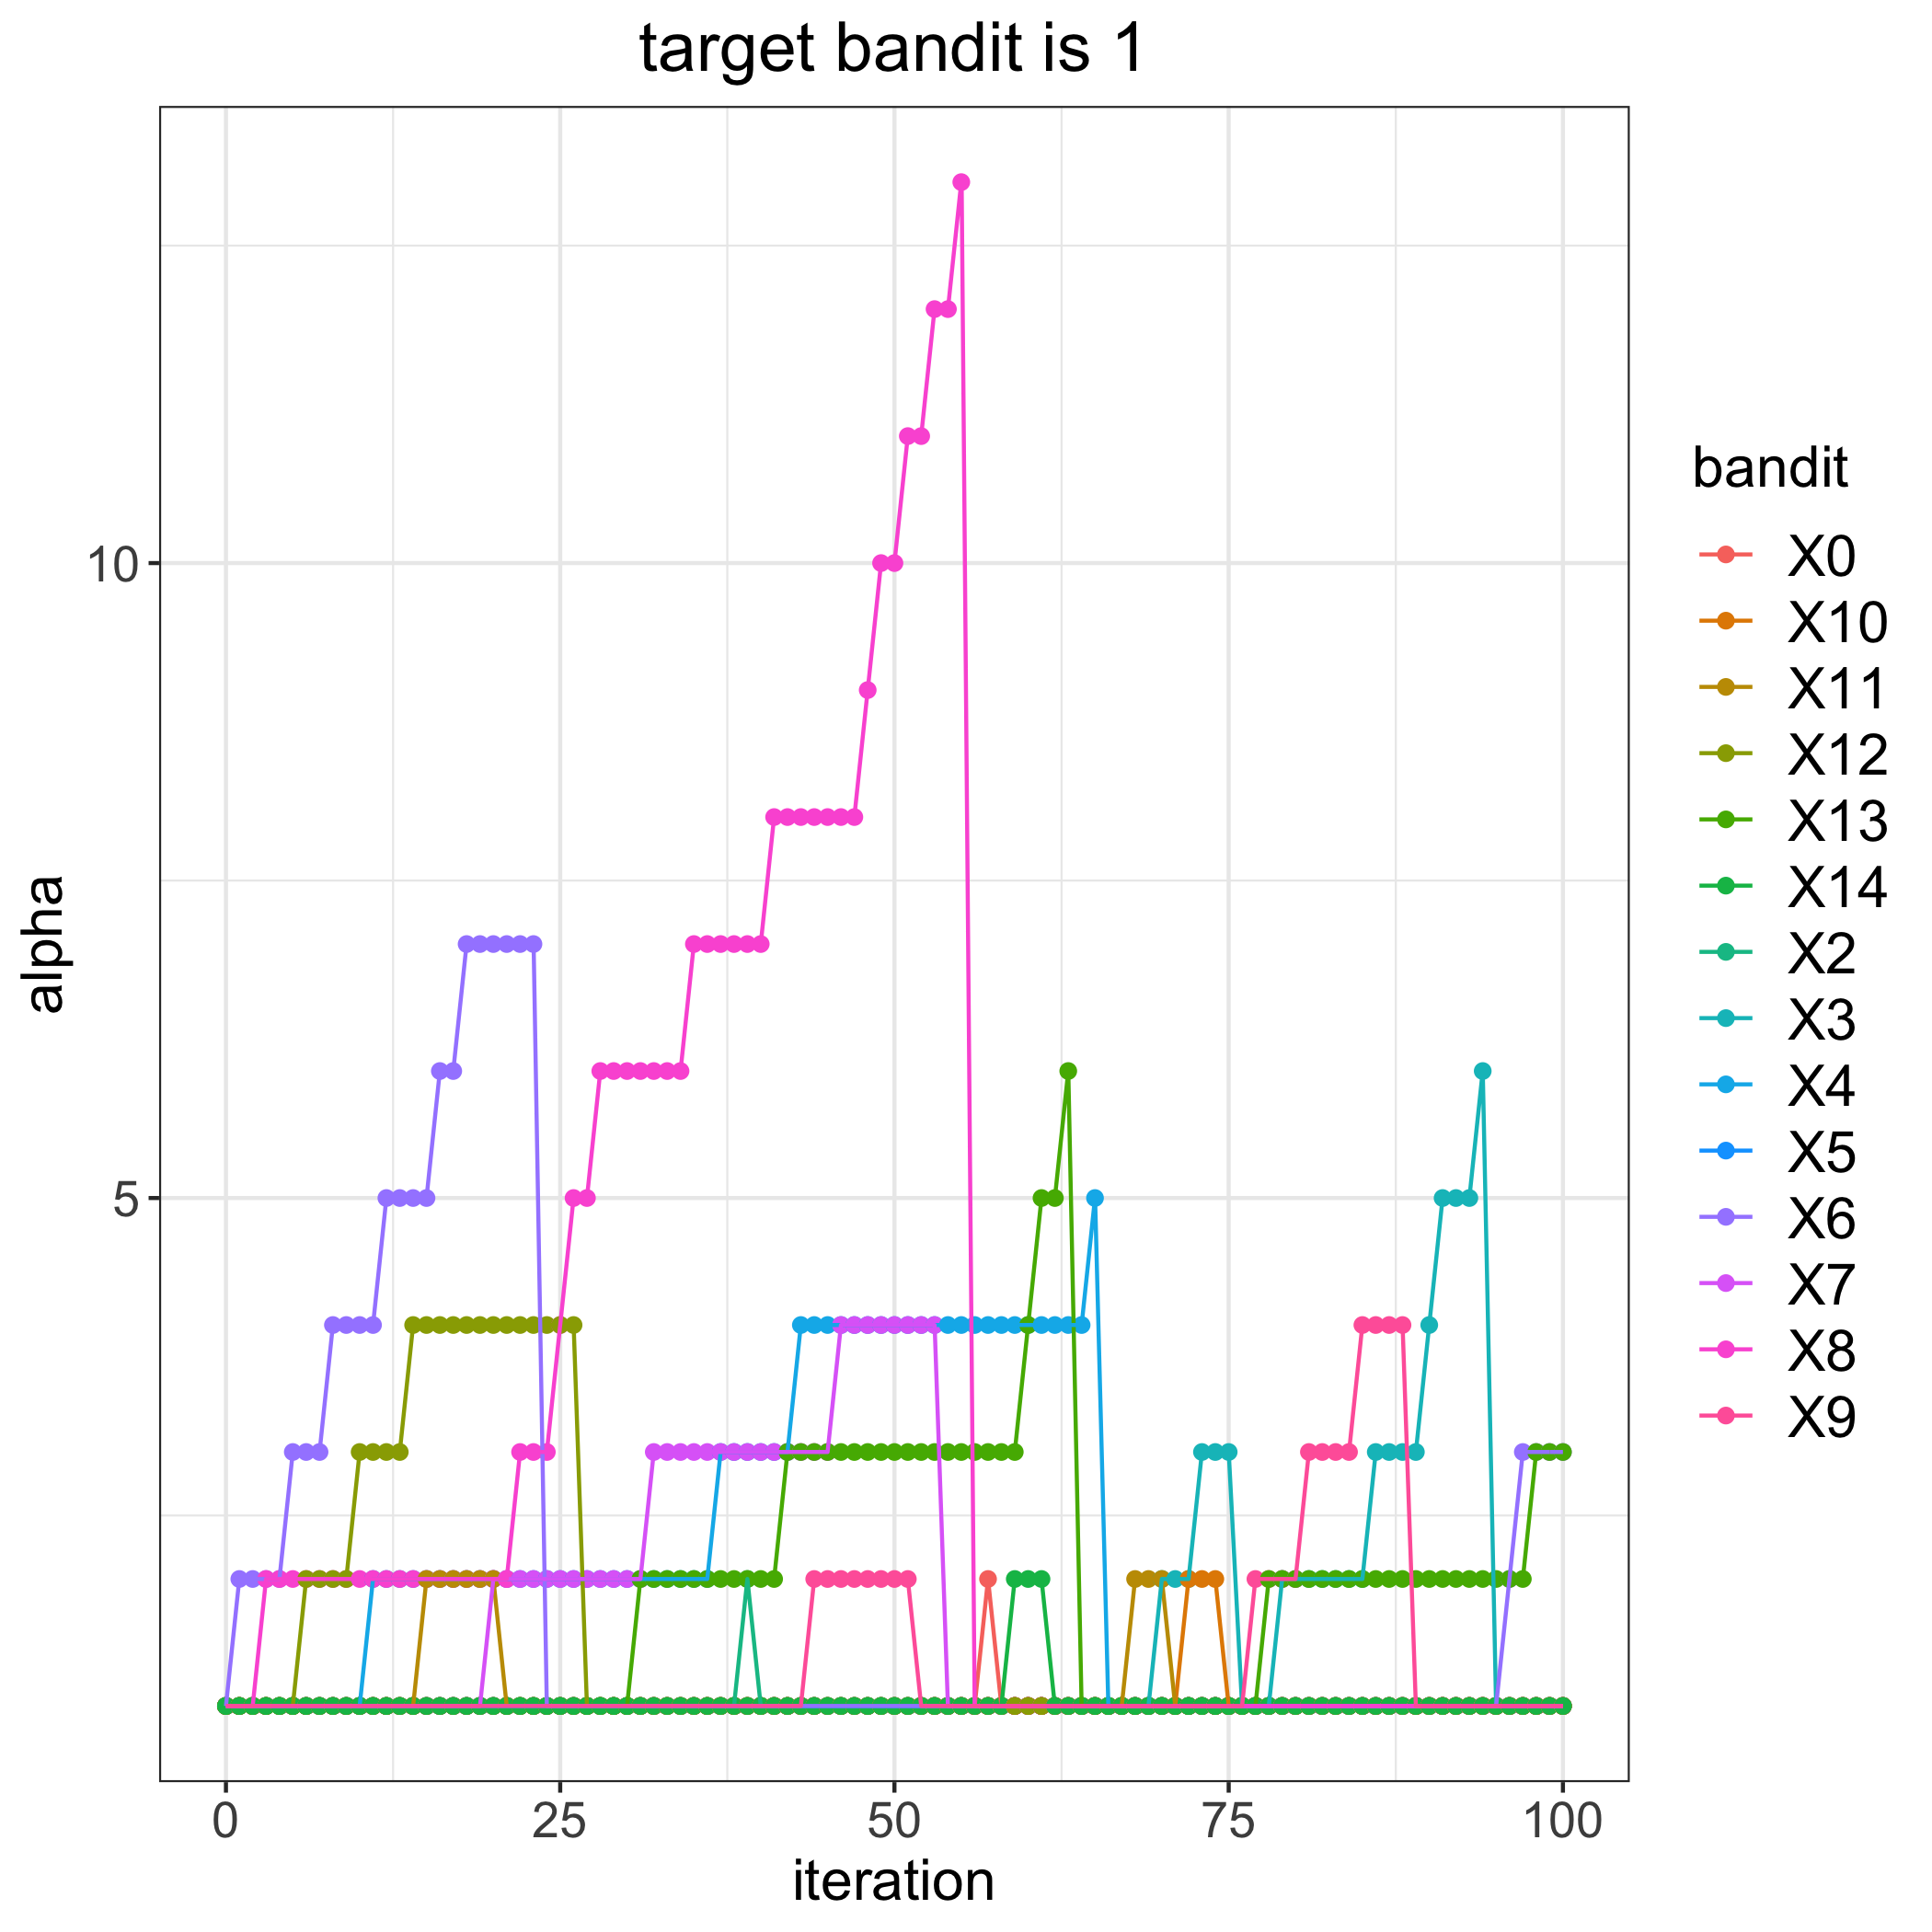 target bandit is 1
10
5
alpha
0
25
50
75
100
iteration
bandit
X0
X10
X11
X12
X13
X14
X2
X3
X4
X5
X6
X7
X8
X9